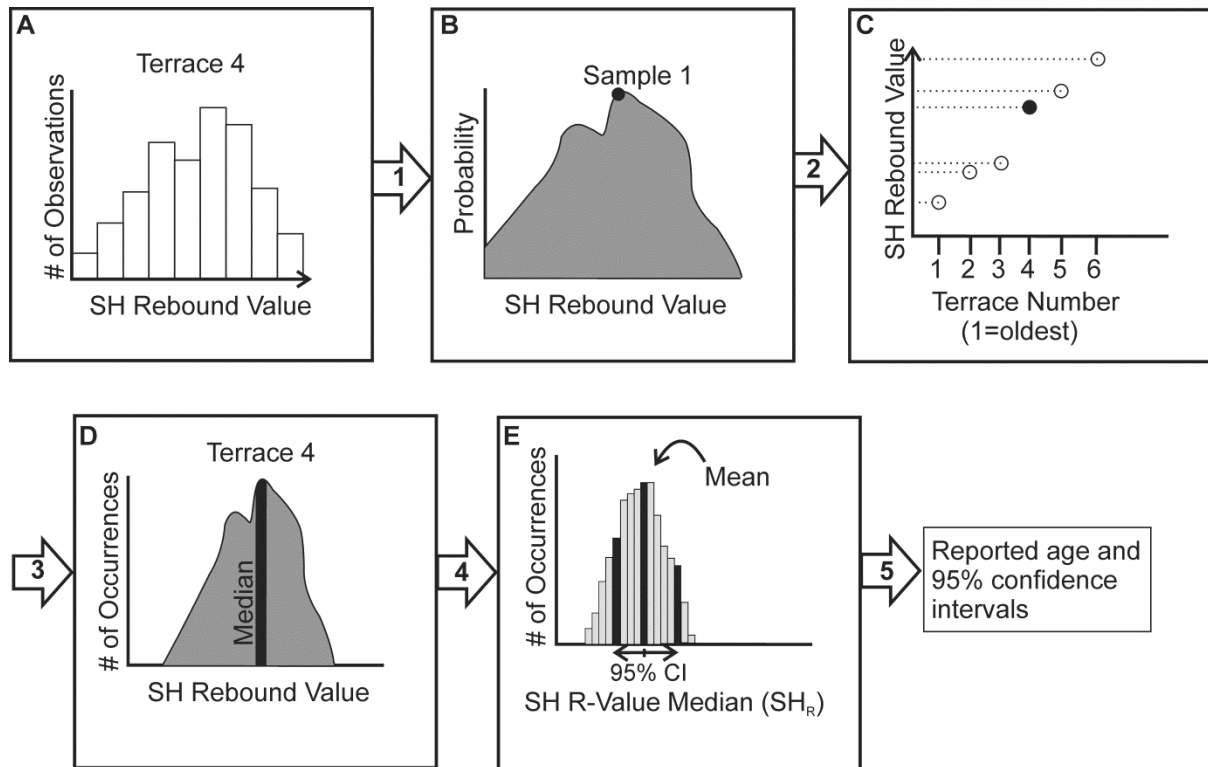 A
Terrace 4
# of Observations
SH Rebound Value
1
B
Sample 1
Probability
SH Rebound Value
2
C
SH Rebound Value
1 2 3 4 5 6
Terrace Number
(1=oldest)
3
D
Terrace 4
# of Occurrences
Median
SH Rebound Value
4
E
Mean
# of Occurrences
95% CI
SH R-Value Median (SHR)
5
Reported age and
95% confidence
intervals